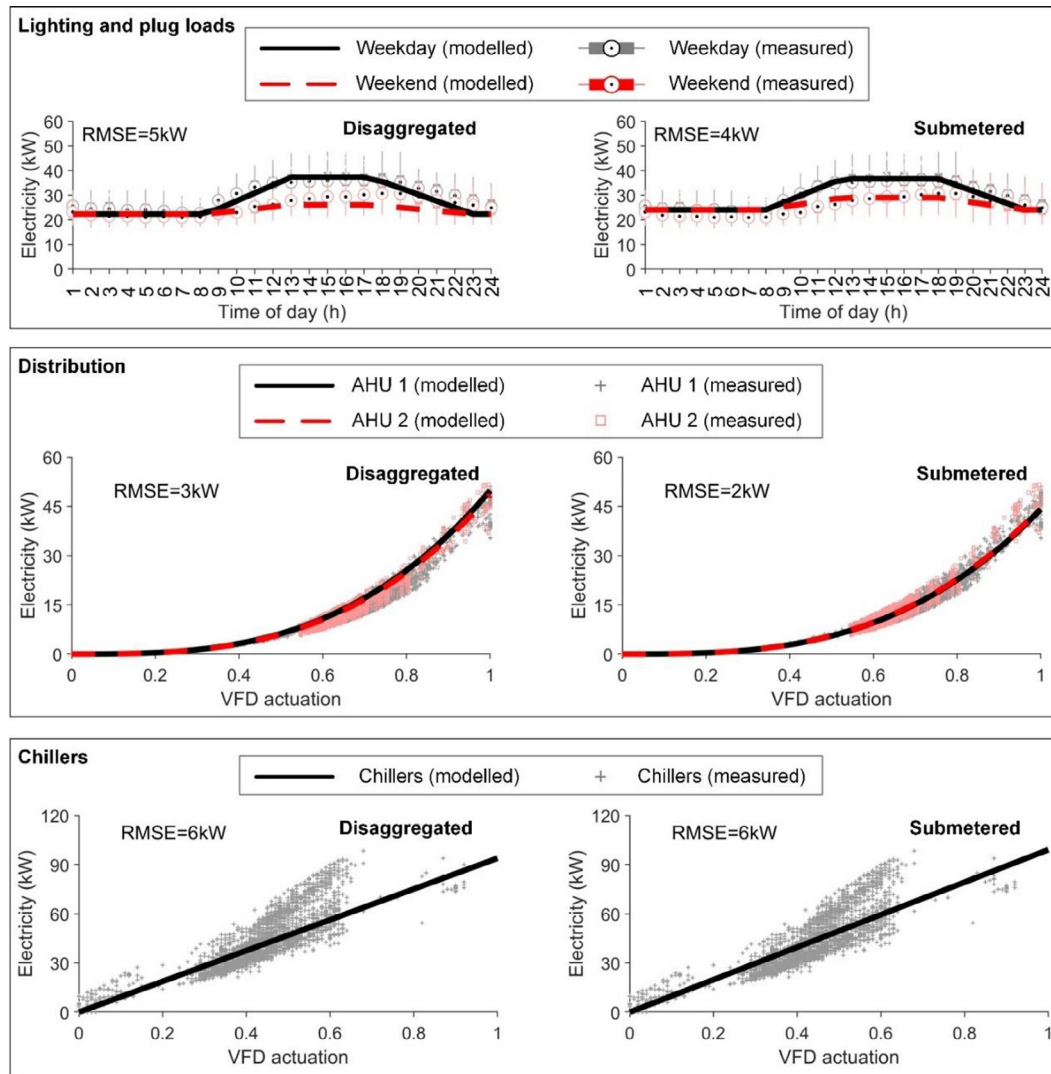 Lighting and plug loads
Weekday (modelled)
Weekday (measured)
Weekend (modelled)
Weekend (measured)
RMSE=5kW
Disaggregated
Electricity (kW)
60
50
40
30
20
10
0
1 2 3 4 5 6 7 8 9 10 11 12 13 14 15 16 17 18 19 20 21 22 23 24
Time of day (h)
RMSE=4kW
Submetered
Electricity (kW)
60
50
40
30
20
10
0
1 2 3 4 5 6 7 8 9 10 11 12 13 14 15 16 17 18 19 20 21 22 23 24
Time of day (h)
Distribution
AHU 1 (modelled)
AHU 1 (measured)
AHU 2 (modelled)
AHU 2 (measured)
RMSE=3kW
Disaggregated
Electricity (kW)
60
45
30
15
0
0 0.2 0.4 0.6 0.8 1
VFD actuation
RMSE=2kW
Submetered
Electricity (kW)
60
45
30
15
0
0 0.2 0.4 0.6 0.8 1
VFD actuation
Chillers
Chillers (modelled)
Chillers (measured)
RMSE=6kW
Disaggregated
Electricity (kW)
120
90
60
30
0
0 0.2 0.4 0.6 0.8 1
VFD actuation
RMSE=6kW
Submetered
Electricity (kW)
120
90
60
30
0
0 0.2 0.4 0.6 0.8 1
VFD actuation